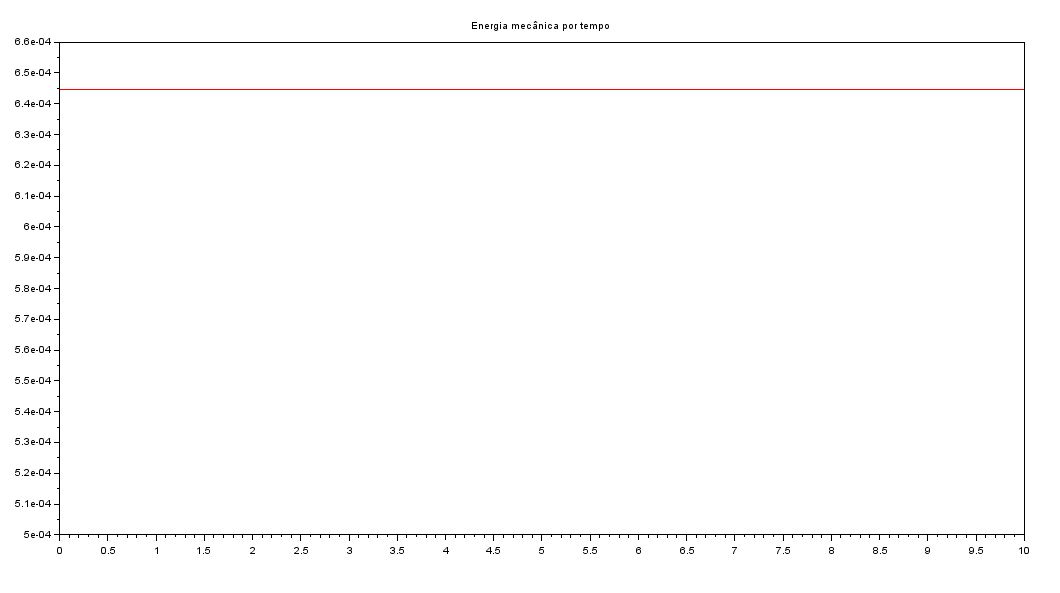 Energia mecânica por tempo
6.6e-04
6.5e-04
6.4e-04
6.3e-04
6.2e-04
6.1e-04
6e-04
5.9e-04
5.8e-04
5.7e-04
5.6e-04
5.5e-04
5.4e-04
5.3e-04
5.2e-04
5.1e-04
5e-04
0 0.5 1 1.5 2 2.5 3 3.5 4 4.5 5 5.5 6 6.5 7 7.5 8 8.5 9 9.5 10